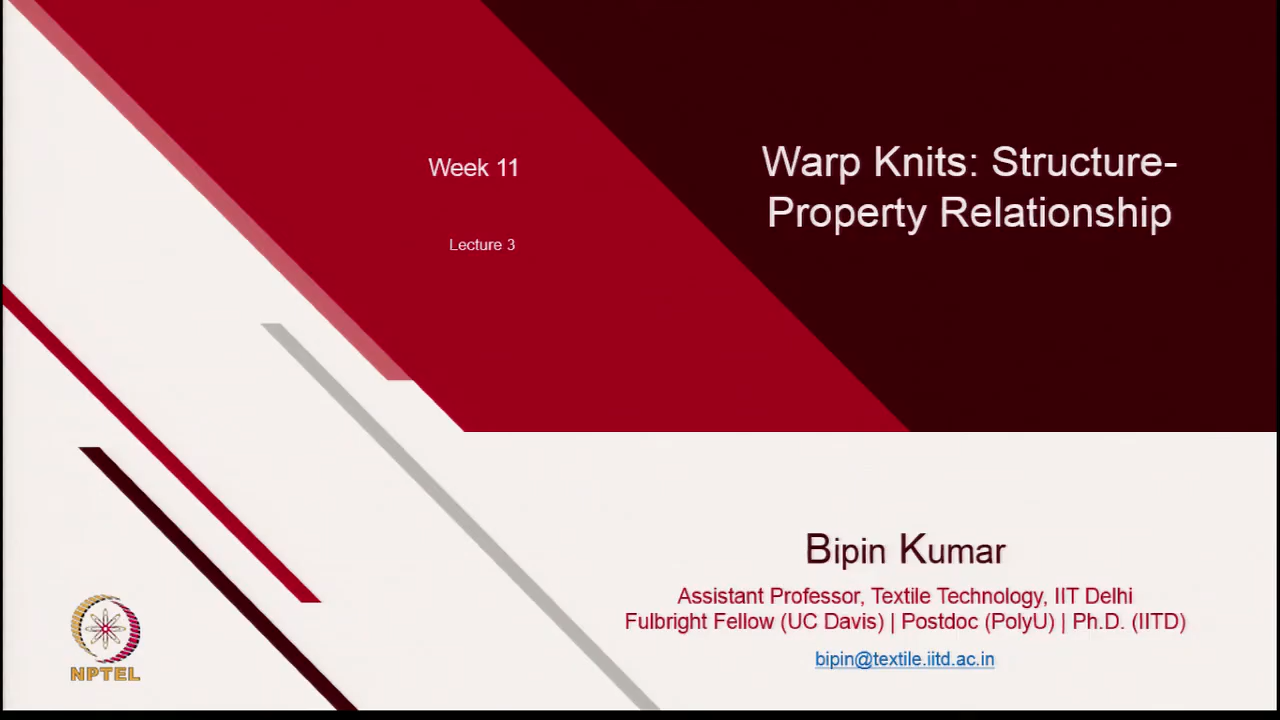 Week 11
Lecture 3
Warp Knits: Structure-
Property Relationship
Bipin Kumar
Assistant Professor, Textile Technology, IIT Delhi
Fulbright Fellow (UC Davis) | Postdoc (PolyU) | Ph.D. (IITD)
bipin@textile.iitd.ac.in
NPTEL